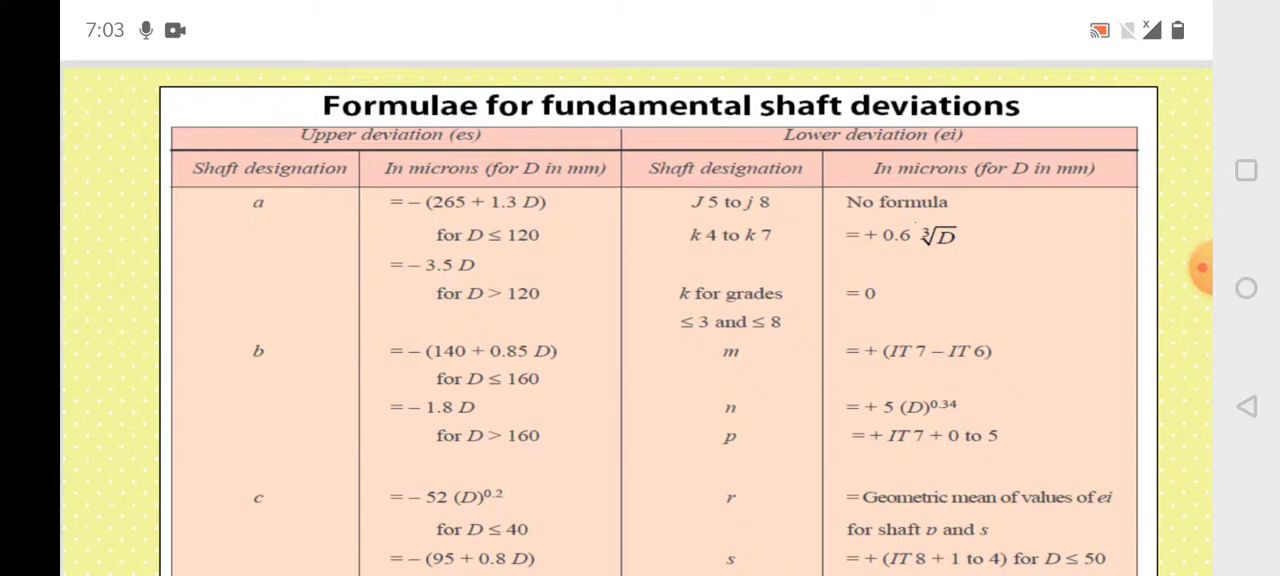 7:03
Formulae for fundamental shaft deviations
Upper deviation (es) Lower deviation (ei)
Shaft designation In microns (for D in mm) Shaft designation In microns (for D in mm)
a = – (265 + 1.3 D) J 5 to j 8 No formula
for D ≤ 120 k 4 to k 7 = + 0.6 ∛D
= – 3.5 D
for D > 120 k for grades = 0
≤ 3 and ≤ 8
b = – (140 + 0.85 D) m = + (IT 7 – IT 6)
for D ≤ 160
= – 1.8 D n = + 5 (D)^0.34
for D > 160 p = + IT 7 + 0 to 5
c = – 52 (D)^0.2 r = Geometric mean of values of ei
for D ≤ 40 for shaft p and s
= – (95 + 0.8 D) s = + (IT 8 + 1 to 4) for D ≤ 50